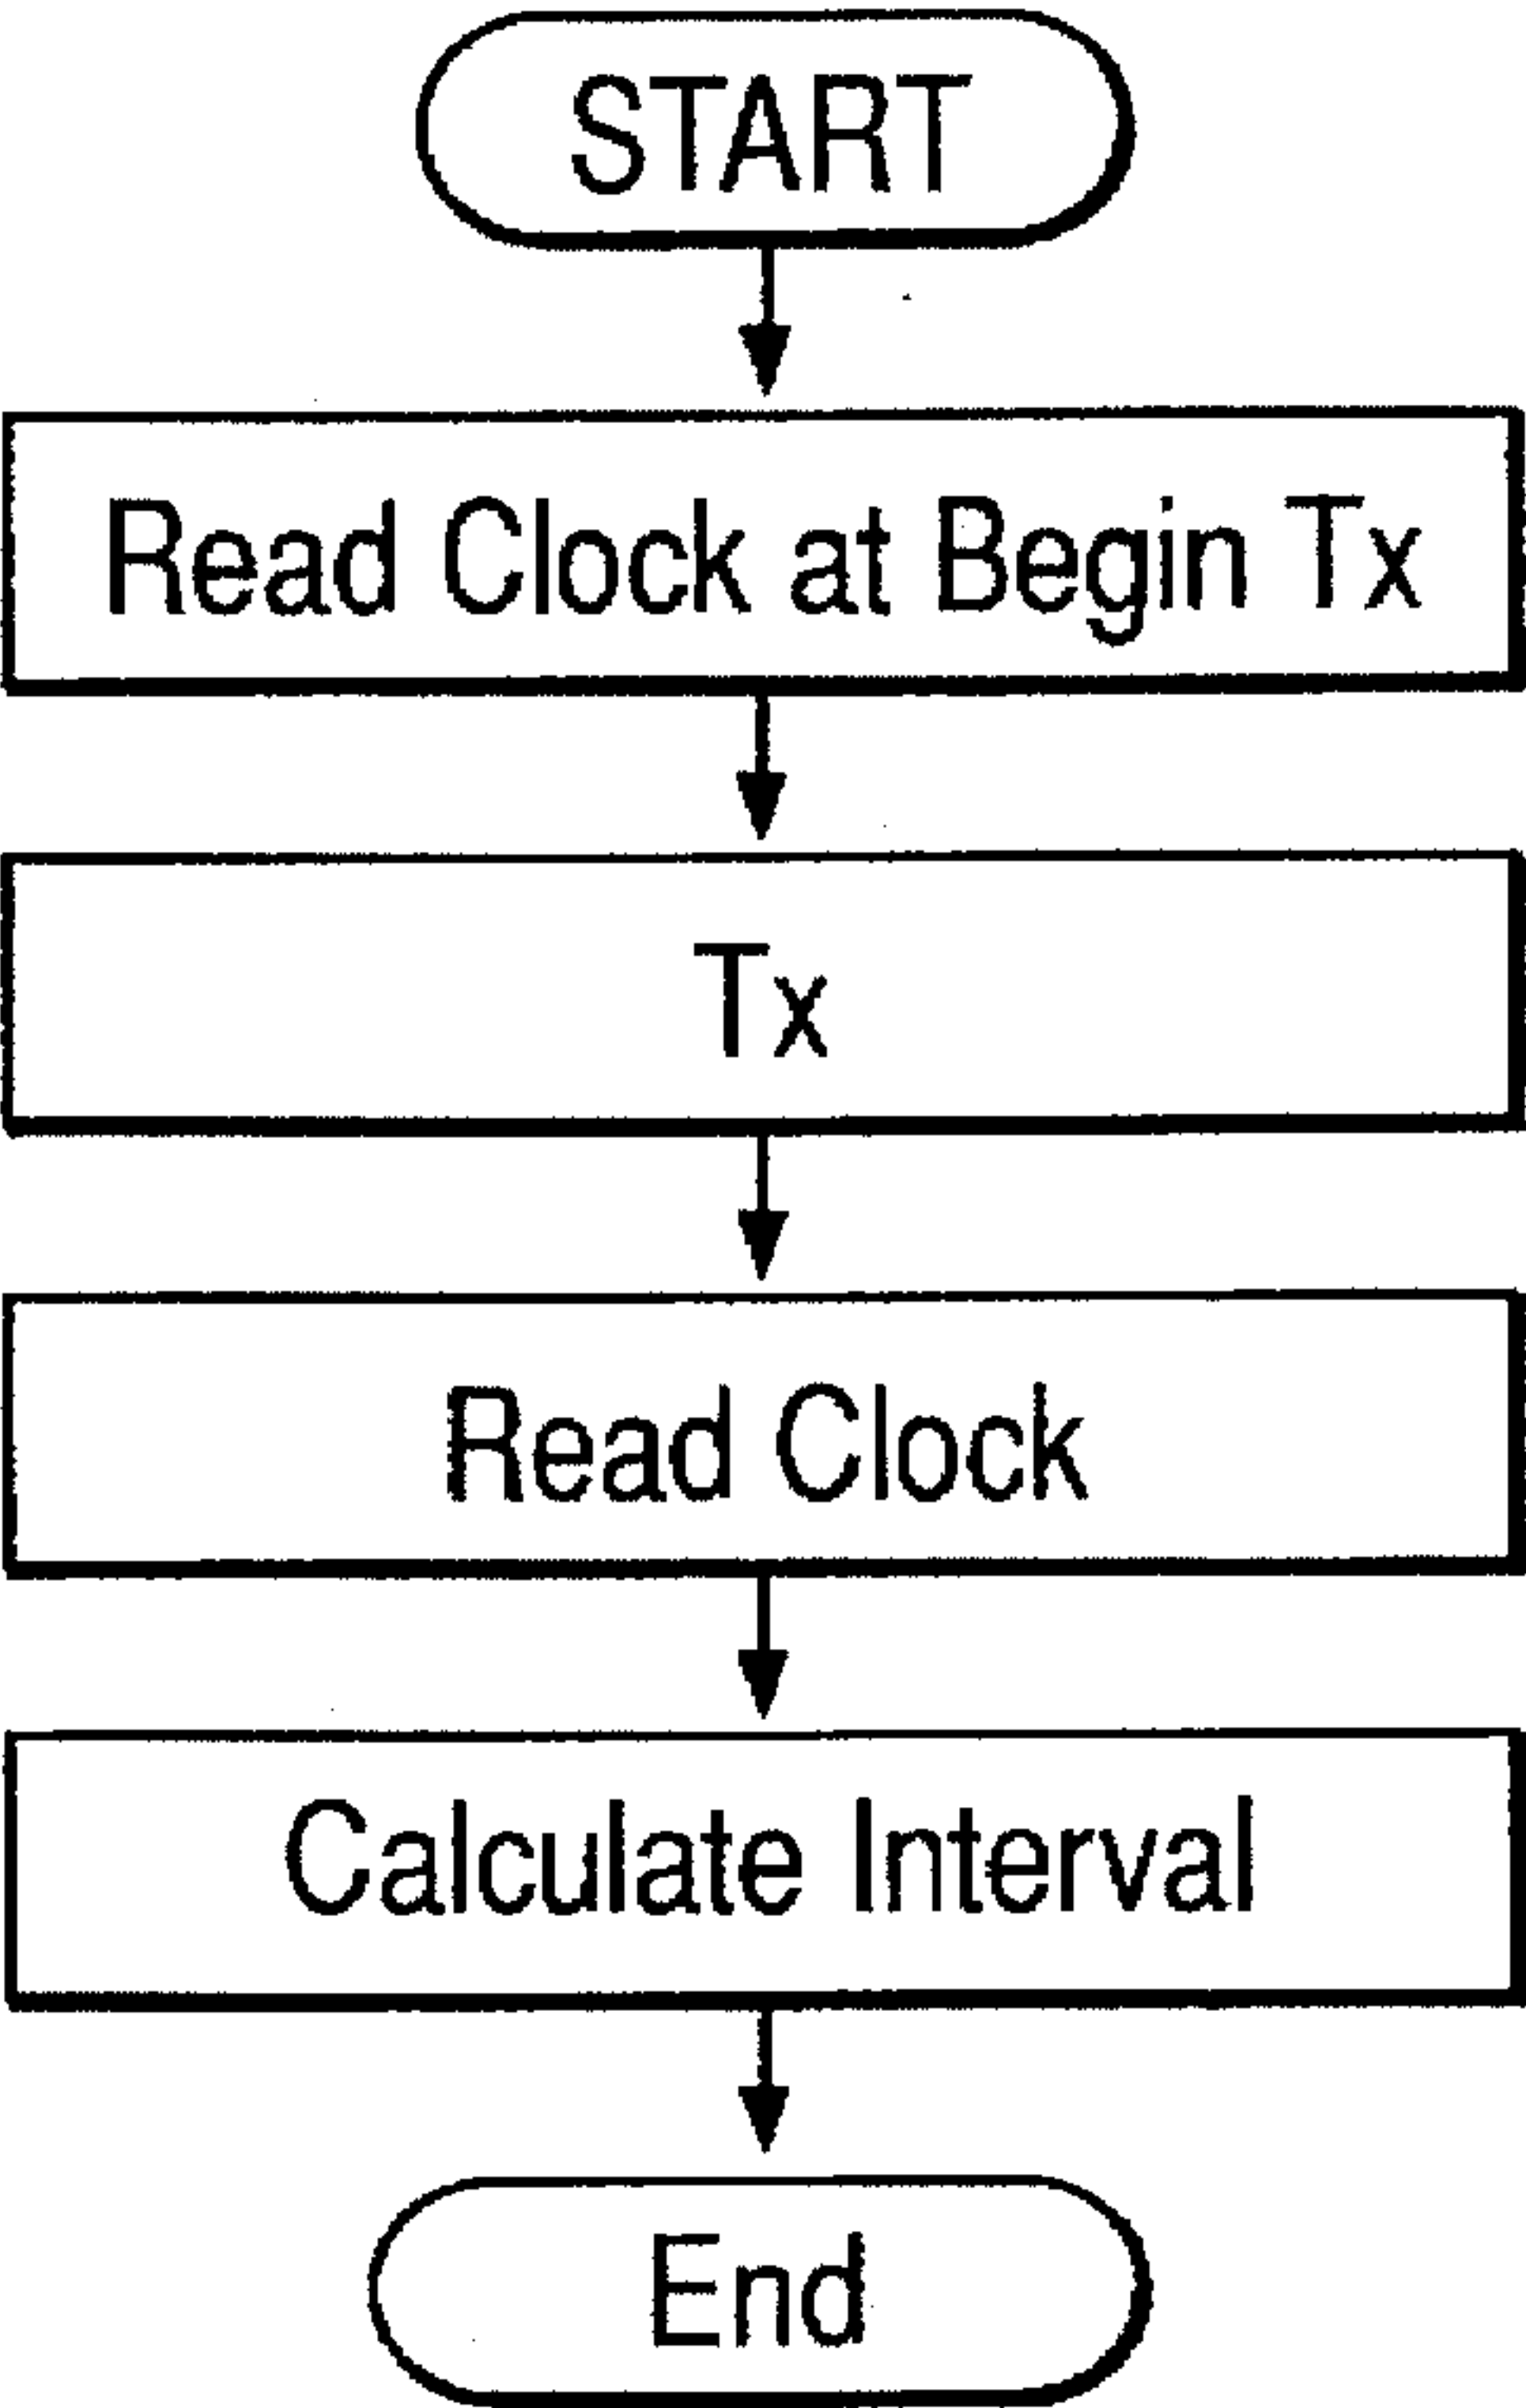 START
Read Clock at Begin Tx
Tx
Read Clock
Calculate Interval
End